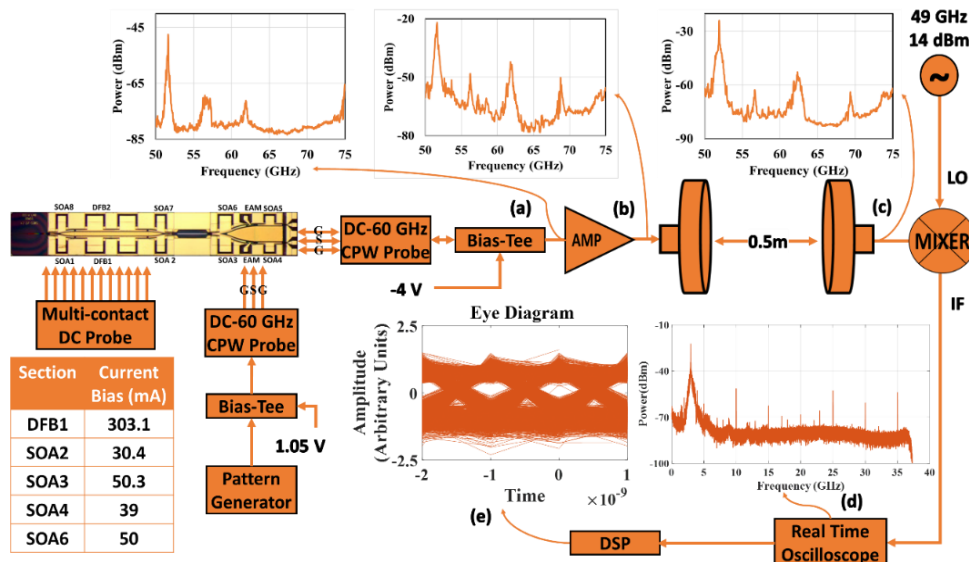 -45
-65
-85
Power (dBm)
50 55 60 65 70 75
Frequency (GHz)
-20
-50
-80
Power (dBm)
50 55 60 65 70 75
Frequency (GHz)
-30
-60
-90
Power (dBm)
50 55 60 65 70 75
Frequency (GHz)
49 GHz
14 dBm
~
LO
SOA8 DFB2 SOA7 SOA6 EAM SOA5
SOA1 DFB1 SOA 2 SOA3 EAM SOA4
G
S
G
DC-60 GHz
CPW Probe
Bias-Tee
-4 V
(a)
AMP
(b)
0.5m
(c)
MIXER
IF
Multi-contact
DC Probe
GSG
DC-60 GHz
CPW Probe
Bias-Tee
1.05 V
Pattern
Generator
Section Current Bias (mA)
DFB1 303.1
SOA2 30.4
SOA3 50.3
SOA4 39
SOA6 50
Eye Diagram
Amplitude
(Arbitrary Units)
2.5
0
-2.5
-2 -1 0 1
Time ×10⁻⁹
(e)
-10
-40
-70
-100
Power(dBm)
0 5 10 15 20 25 30 35 40
Frequency (GHz)
(d)
DSP
Real Time
Oscilloscope